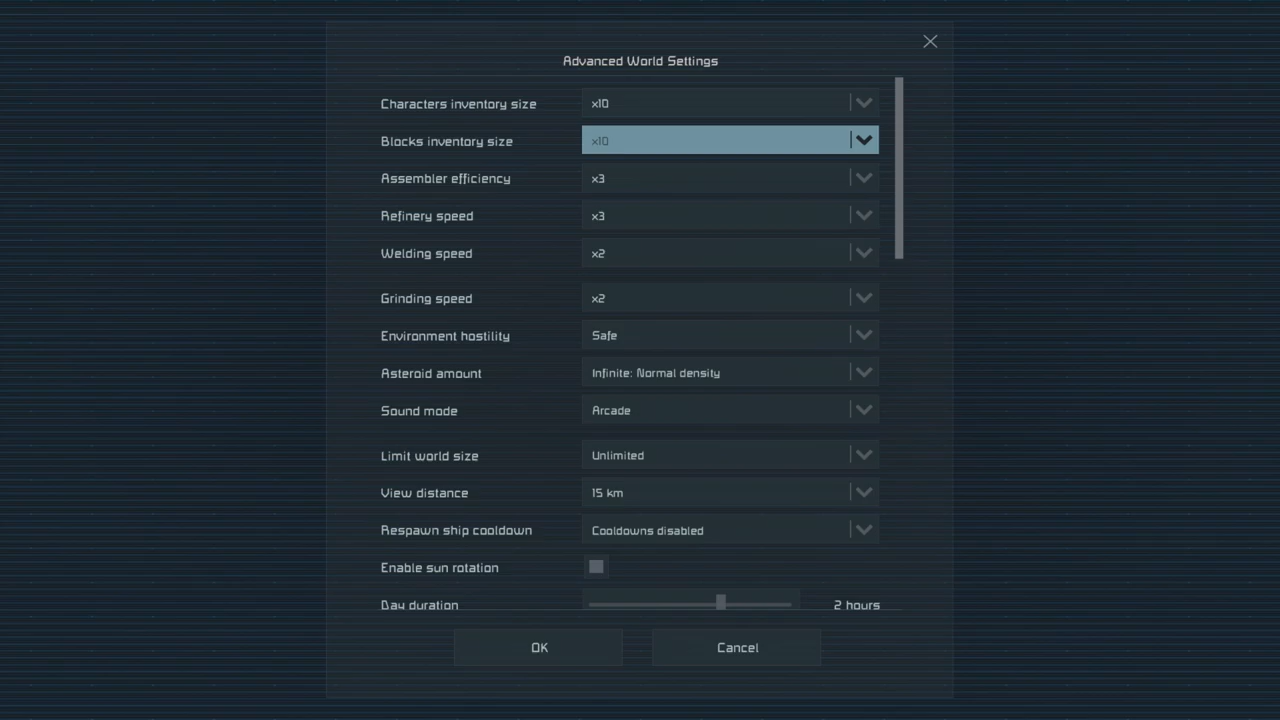 Advanced World Settings
Characters inventory size x10
Blocks inventory size x10
Assembler efficiency x3
Refinery speed x3
Welding speed x2
Grinding speed x2
Environment hostility Safe
Asteroid amount Infinite: Normal density
Sound mode Arcade
Limit world size Unlimited
View distance 15 km
Respawn ship cooldown Cooldowns disabled
Enable sun rotation
Day duration 2 hours
OK Cancel